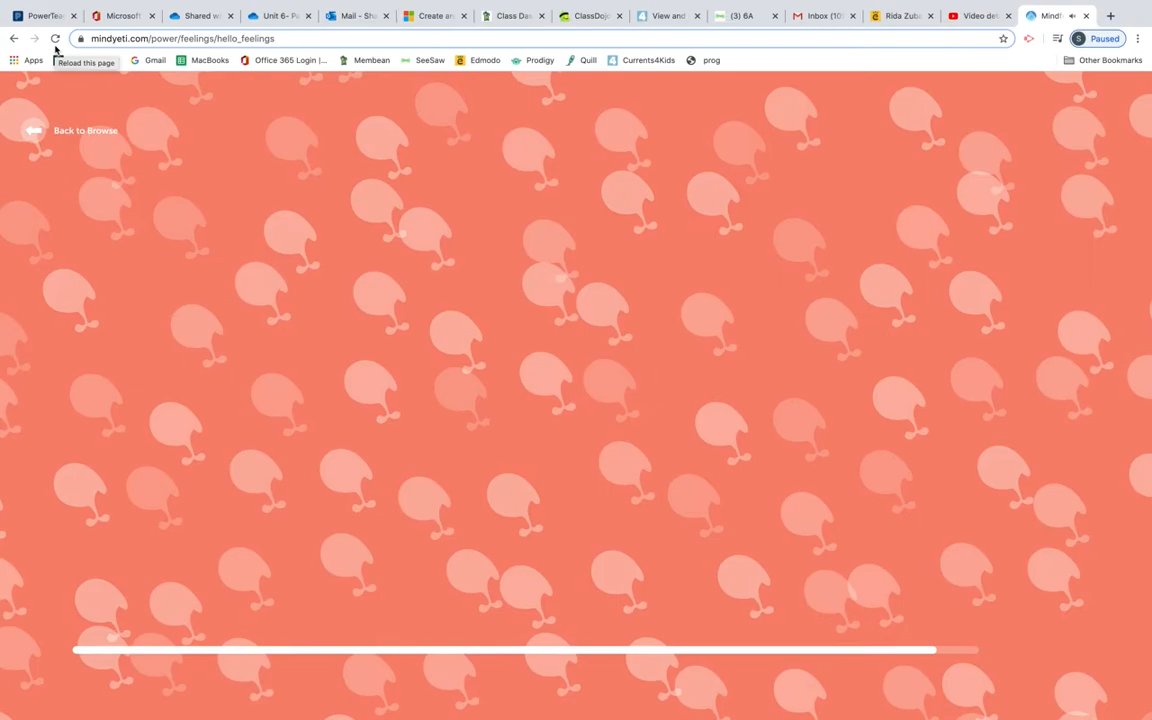 PowerTea Microsoft Shared wi Unit 6- Pa Mail - Sha Create an Class Das ClassDojo View and (3) 6A Inbox (10 Rida Zube Video det Mindf
mindyeti.com/power/feelings/hello_feelings Paused
Apps Gmail MacBooks Office 365 Login |... Membean SeeSaw Edmodo Prodigy Quill Currents4Kids prog Other Bookmarks
Reload this page
Back to Browse